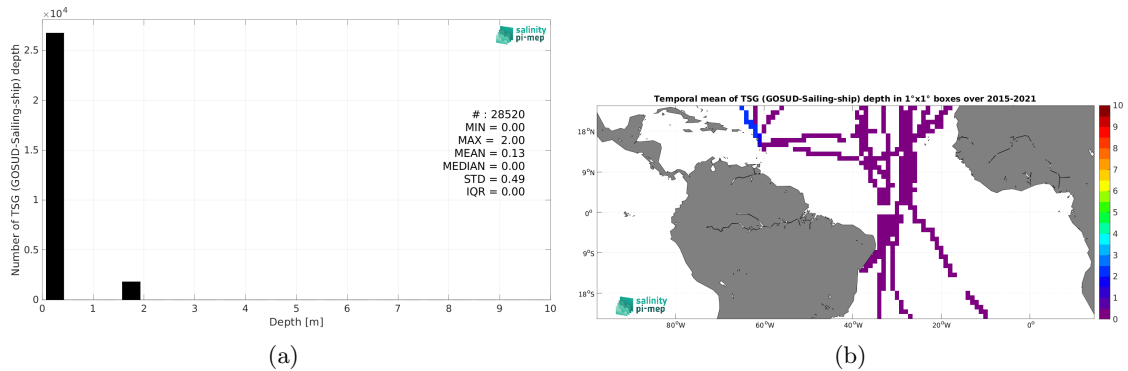 ×10⁴
2.5
2
1.5
1
0.5
0
Number of TSG (GOSUD-Sailing-ship) depth
salinity
pi-mep
# : 28520
MIN = 0.00
MAX = 2.00
MEAN = 0.13
MEDIAN = 0.00
STD = 0.49
IQR = 0.00
0 1 2 3 4 5 6 7 8 9 10
Depth [m]
(a)
Temporal mean of TSG (GOSUD-Sailing-ship) depth in 1°x1° boxes over 2015-2021
18°N
9°N
0°
9°S
18°S
80°W 60°W 40°W 20°W 0°
salinity
pi-mep
10
9
8
7
6
5
4
3
2
1
0
(b)